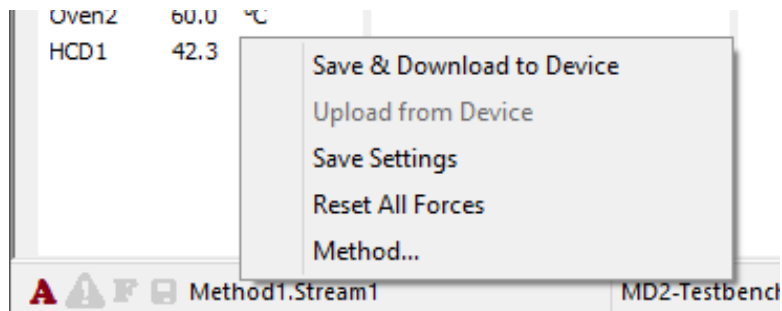 Oven2 60.0 °C
HCD1 42.3
Save & Download to Device
Upload from Device
Save Settings
Reset All Forces
Method...
A F Method1.Stream1 MD2-Testbench